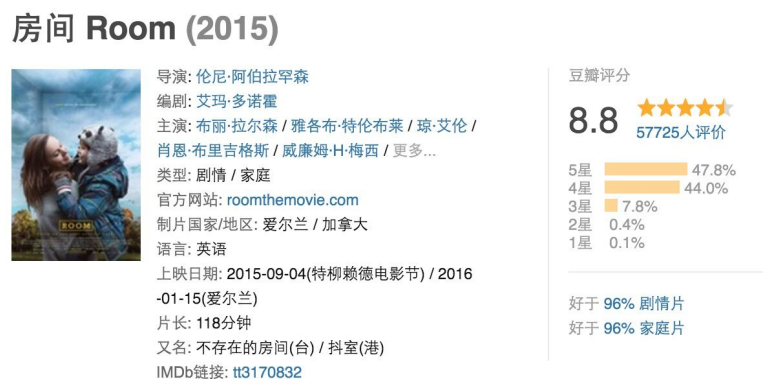 房间 Room (2015)
导演: 伦尼·阿伯拉罕森
编剧: 艾玛·多诺霍
主演: 布丽·拉尔森 / 雅各布·特伦布莱 / 琼·艾伦 /
肖恩·布里吉格斯 / 威廉姆·H·梅西 / 更多...
类型: 剧情 / 家庭
官方网站: roomthemovie.com
制片国家/地区: 爱尔兰 / 加拿大
语言: 英语
上映日期: 2015-09-04(特柳赖德电影节) / 2016
-01-15(爱尔兰)
片长: 118分钟
又名: 不存在的房间(台) / 抖室(港)
IMDb链接: tt3170832
ROOM
豆瓣评分
8.8
57725人评价
5星 47.8%
4星 44.0%
3星 7.8%
2星 0.4%
1星 0.1%
好于 96% 剧情片
好于 96% 家庭片